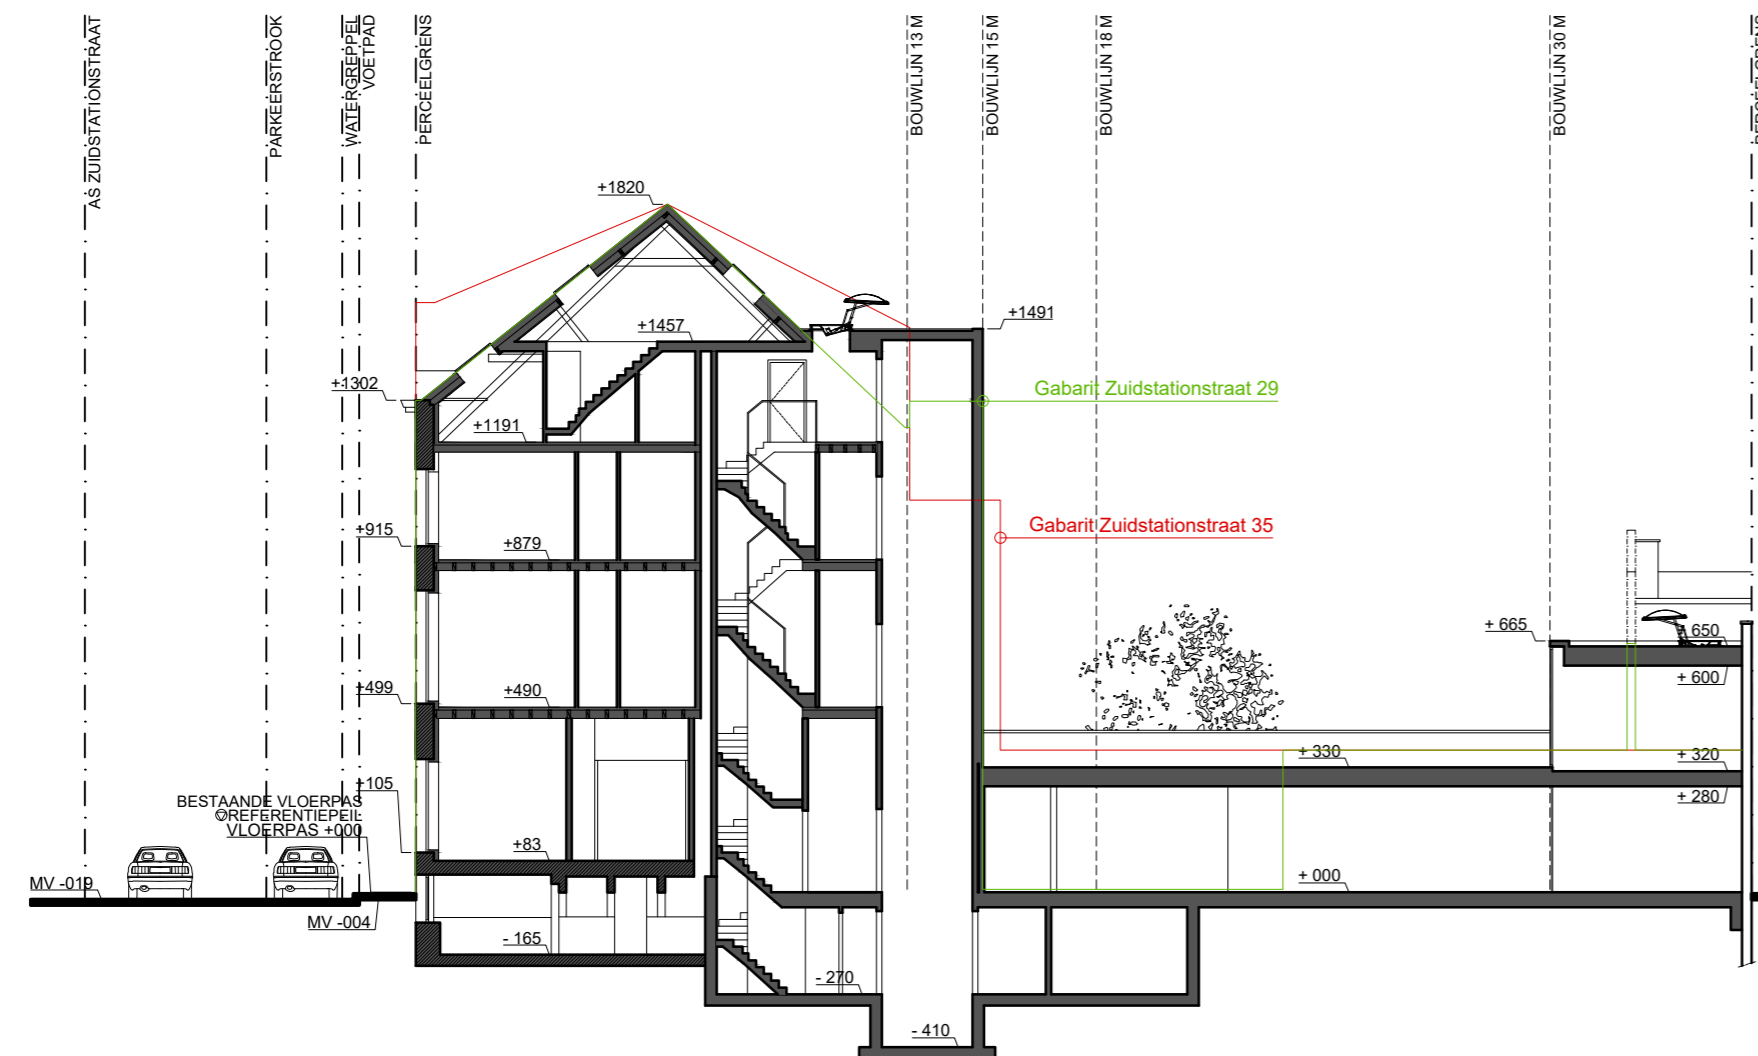 AS ZUIDSTATIONSTRAAT
PARKEERSTROOK
WATERGREPPEL
VOETPAD
PERCEELGRENS
BOUWLIJN 13 M
BOUWLIJN 15 M
BOUWLIJN 18 M
BOUWLIJN 30 M
PERCEELGRENS
+1820
+1491
+1457
+1302
Gabarit Zuidstationstraat 29
+1191
Gabarit Zuidstationstraat 35
+915
+879
+ 665
650
+ 600
+499
+490
+ 330
+ 320
+ 280
+105
BESTAANDE VLOERPAS
REFERENTIEPEIL
VLOERPAS +000
+83
+ 000
MV -019
MV -004
- 165
- 270
- 410